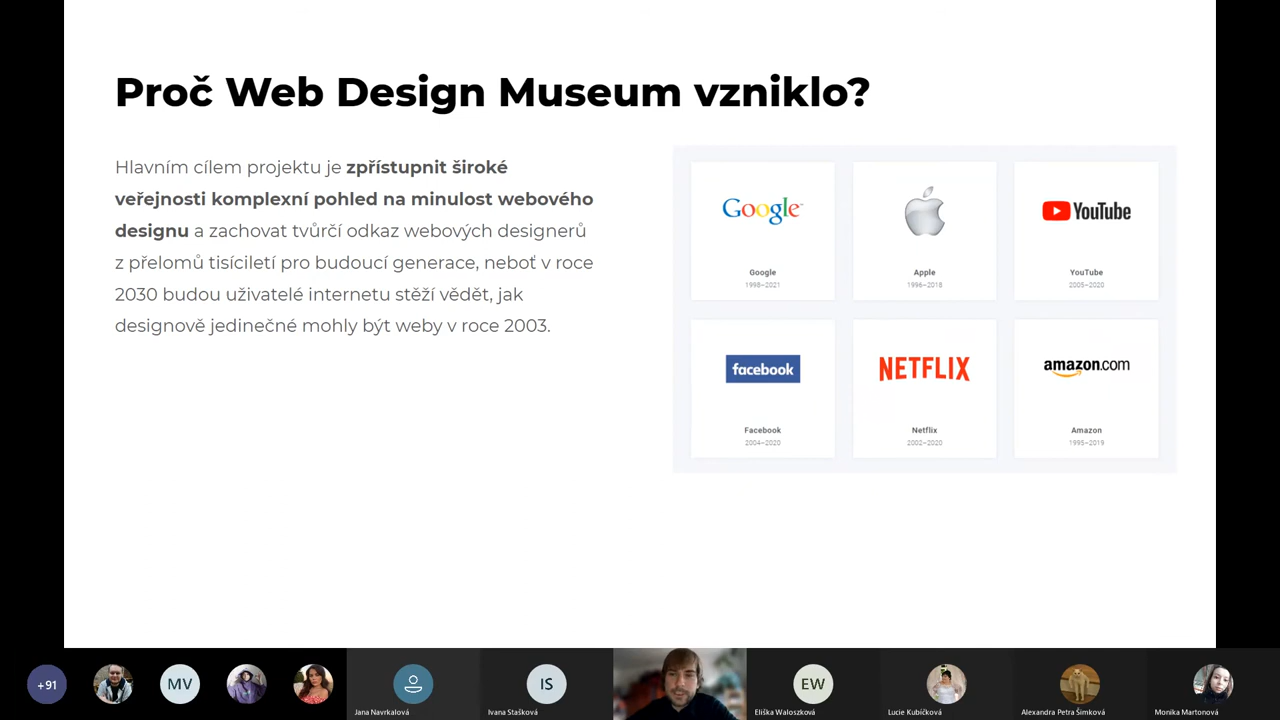 Proč Web Design Museum vzniklo?
Hlavním cílem projektu je zpřístupnit široké
veřejnosti komplexní pohled na minulost webového
designu a zachovat tvůrčí odkaz webových designerů
z přelomů tisíciletí pro budoucí generace, neboť v roce
2030 budou uživatelé internetu stěží vědět, jak
designově jedinečné mohly být weby v roce 2003.
Google
Google
1998–2021
Apple
1996–2018
YouTube
YouTube
2005–2020
facebook
Facebook
2004–2020
NETFLIX
Netflix
2002–2020
amazon.com
Amazon
1995–2019
+91
MV
Jana Navrkalová
IS
Ivana Stašková
EW
Eliška Waloszková
Lucie Kubíčková
Alexandra Petra Šimková
Monika Martonová